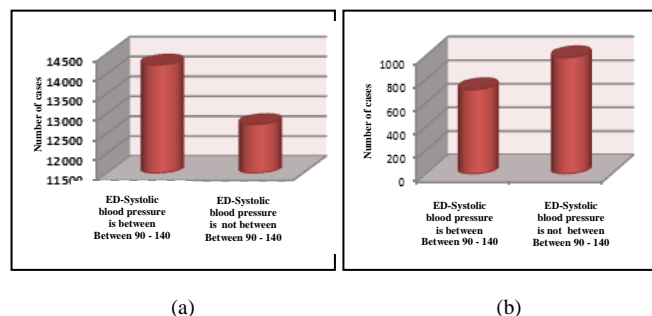 14500
14000
13500
13000
12500
12000
11500
Number of cases
ED-Systolic
blood pressure
is between
Between 90 - 140
ED-Systolic
blood pressure
is not between
Between 90 - 140
(a)
1000
800
600
400
200
0
Number of cases
ED-Systolic
blood pressure
is between
Between 90 - 140
ED-Systolic
blood pressure
is not between
Between 90 - 140
(b)